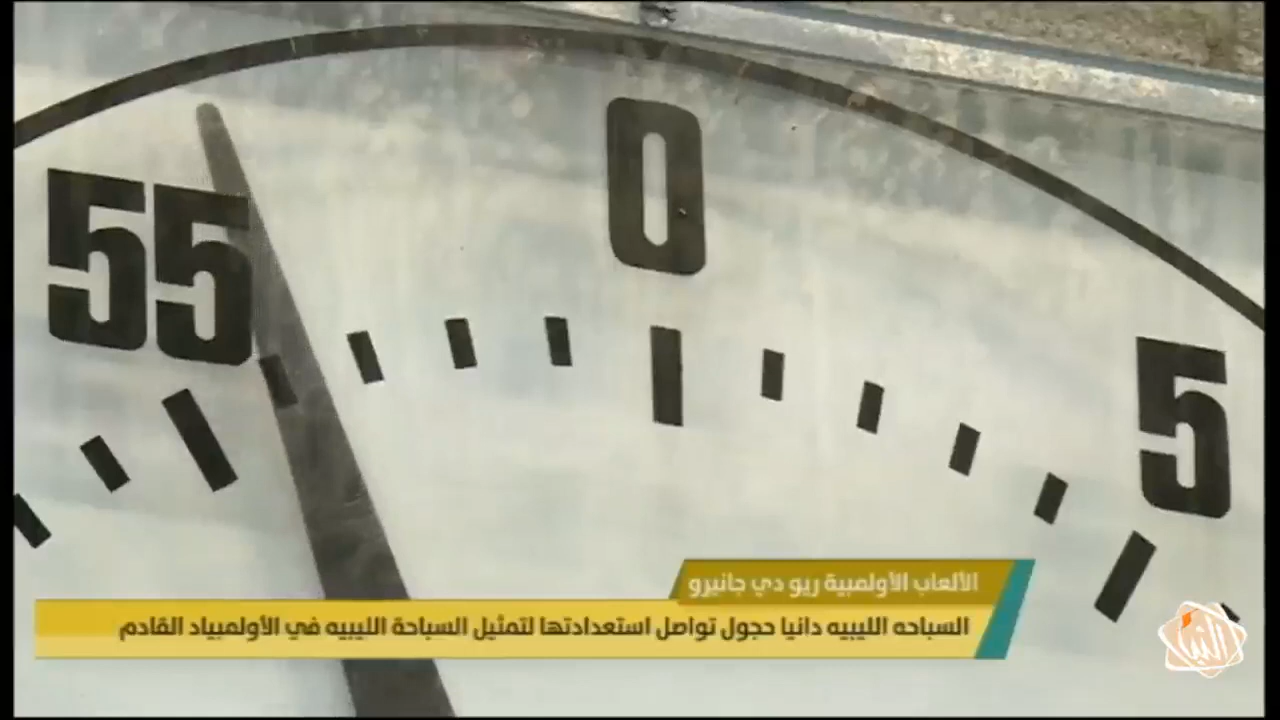 55
0
5
الألعاب الأولمبية ريو دي جانيرو
السباحه الليبيه دانيا حجول تواصل استعدادتها لتمثيل السباحة الليبيه في الأولمبياد القادم
النبأ